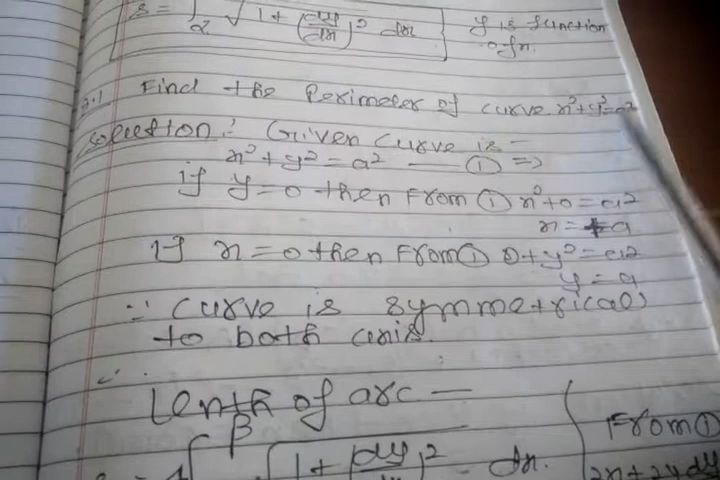 s = ∫α √1+(dy/dx)² dx } y is function
of x.
Q.1 Find the Perimeter of curve x²+y²=a²
Solution:- Given curve is -
x²+y²=a² — ① ⇒
if y=0 then From ① x²+0=a²
x=±a
If x=0 then From ① 0+y²=a²
y=a
∵ curve is symmetrical
to both axis.
∴
Lenth of arc —
∫β √1+(dy/dx)² . dx. ( From ①
2x+2y dy